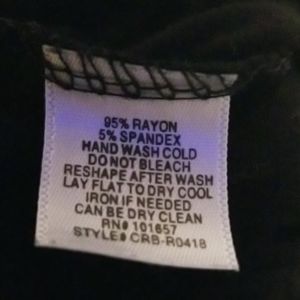 95% RAYON
5% SPANDEX
HAND WASH COLD
DO NOT BLEACH
RESHAPE AFTER WASH
LAY FLAT TO DRY COOL
IRON IF NEEDED
CAN BE DRY CLEAN
RN# 101657
STYLE# CRB-R0418